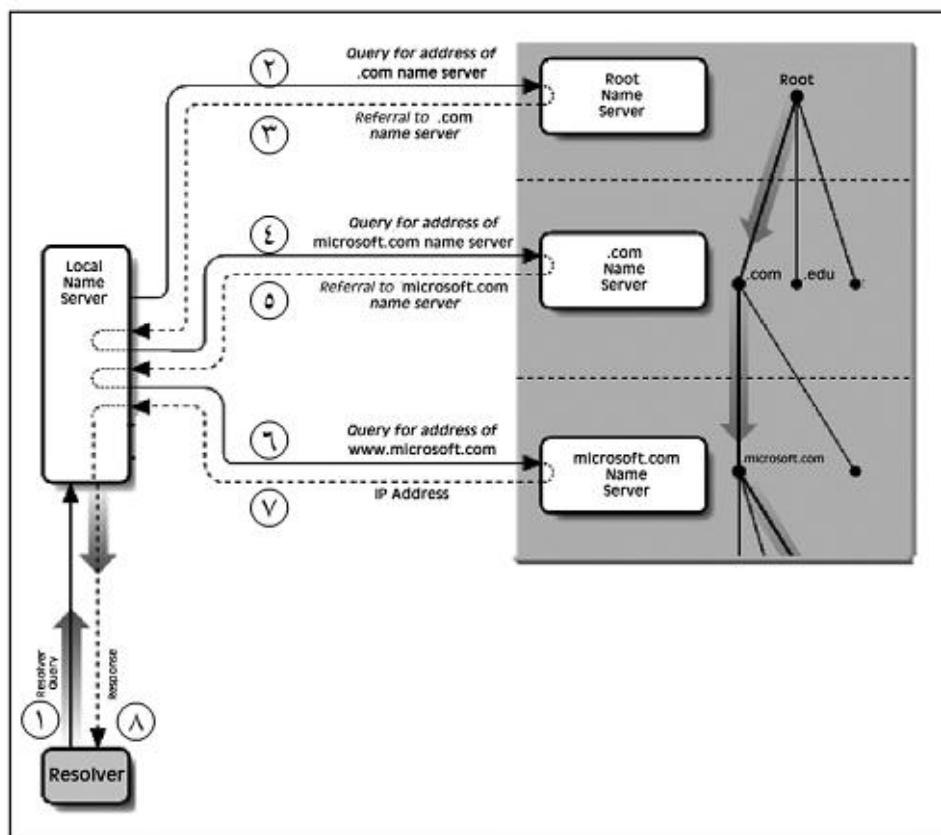 ٢
Query for address of
.com name server
٣
Referral to .com
name server
Root
Name
Server
Root
٤
Query for address of
microsoft.com name server
٥
Referral to microsoft.com
name server
.com
Name
Server
.com
.edu
Local
Name
Server
٦
Query for address of
www.microsoft.com
٧
IP Address
microsoft.com
Name
Server
microsoft.com
Resolver
Query
Response
١
٨
Resolver